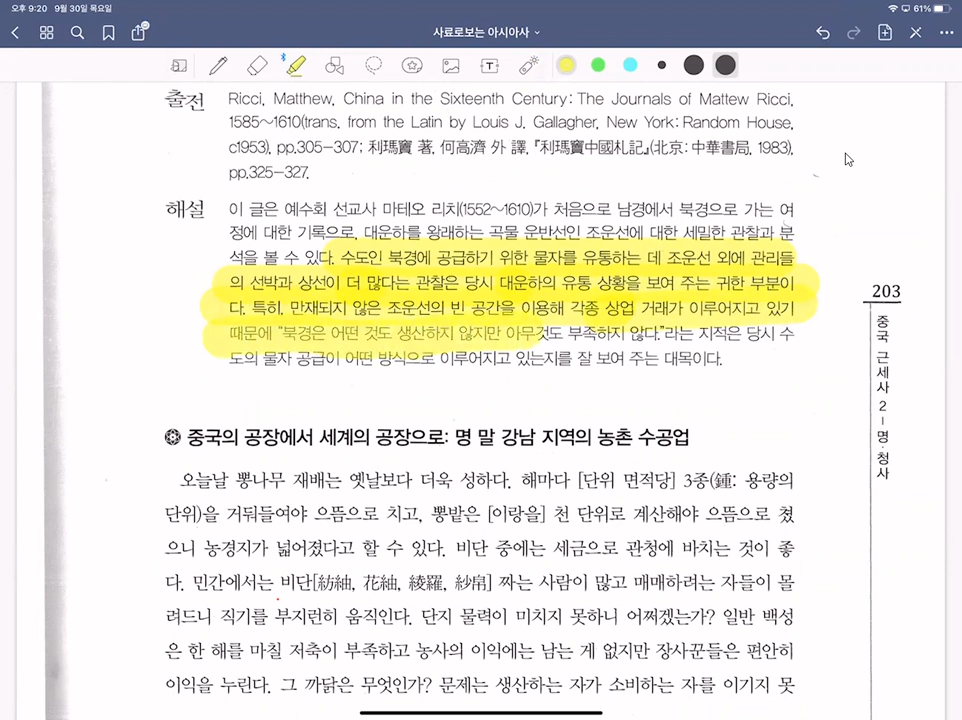 오후 9:20 9월 30일 목요일
61%
사료로보는 아시아사
출전 Ricci, Matthew, China in the Sixteenth Century: The Journals of Mattew Ricci,
1585~1610(trans. from the Latin by Louis J. Gallagher, New York: Random House,
c1953), pp.305-307; 利瑪竇 著, 何高濟 外 譯, 『利瑪竇中國札記』(北京: 中華書局, 1983),
pp.325-327.
해설 이 글은 예수회 선교사 마테오 리치(1552~1610)가 처음으로 남경에서 북경으로 가는 여
정에 대한 기록으로, 대운하를 왕래하는 곡물 운반선인 조운선에 대한 세밀한 관찰과 분
석을 볼 수 있다. 수도인 북경에 공급하기 위한 물자를 유통하는 데 조운선 외에 관리들
의 선박과 상선이 더 많다는 관찰은 당시 대운하의 유통 상황을 보여 주는 귀한 부분이
다. 특히, 만재되지 않은 조운선의 빈 공간을 이용해 각종 상업 거래가 이루어지고 있기
때문에 “북경은 어떤 것도 생산하지 않지만 아무것도 부족하지 않다.”라는 지적은 당시 수
도의 물자 공급이 어떤 방식으로 이루어지고 있는지를 잘 보여 주는 대목이다.
203
중국 근세사 2-명·청사
중국의 공장에서 세계의 공장으로: 명 말 강남 지역의 농촌 수공업
오늘날 뽕나무 재배는 옛날보다 더욱 성하다. 해마다 [단위 면적당] 3종(鍾: 용량의
단위)을 거둬들여야 으뜸으로 치고, 뽕밭은 [이랑을] 천 단위로 계산해야 으뜸으로 쳤
으니 농경지가 넓어졌다고 할 수 있다. 비단 중에는 세금으로 관청에 바치는 것이 좋
다. 민간에서는 비단[紡紬, 花紬, 綾羅, 紗帛] 짜는 사람이 많고 매매하려는 자들이 몰
려드니 직기를 부지런히 움직인다. 단지 물력이 미치지 못하니 어쩌겠는가? 일반 백성
은 한 해를 마칠 저축이 부족하고 농사의 이익에는 남는 게 없지만 장사꾼들은 편안히
이익을 누린다. 그 까닭은 무엇인가? 문제는 생산하는 자가 소비하는 자를 이기지 못